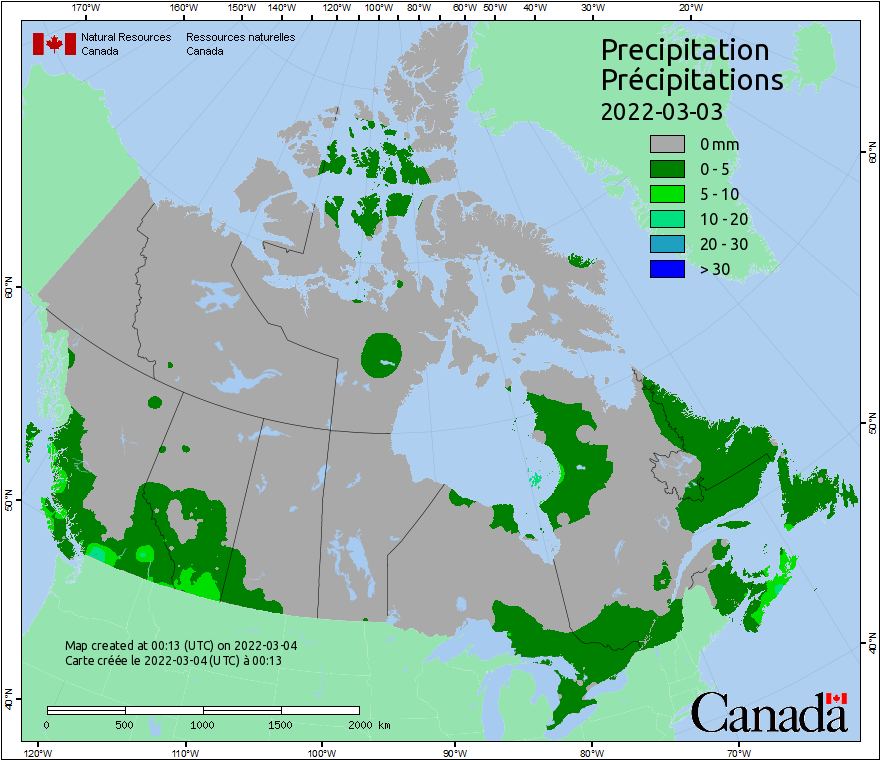 170°W 160°W 150°W 140°W 130°W 120°W 110°W 100°W 90°W 80°W 60°W 50°W 40°W 30°W 20°W
Natural Resources Canada
Ressources naturelles Canada
Precipitation
Précipitations
2022-03-03
0 mm
0 - 5
5 - 10
10 - 20
20 - 30
> 30
60°N
50°N
40°N
60°N
50°N
40°N
Map created at 00:13 (UTC) on 2022-03-04
Carte créée le 2022-03-04 (UTC) à 00:13
0 500 1000 1500 2000 km
Canada
120°W 110°W 100°W 90°W 80°W 70°W